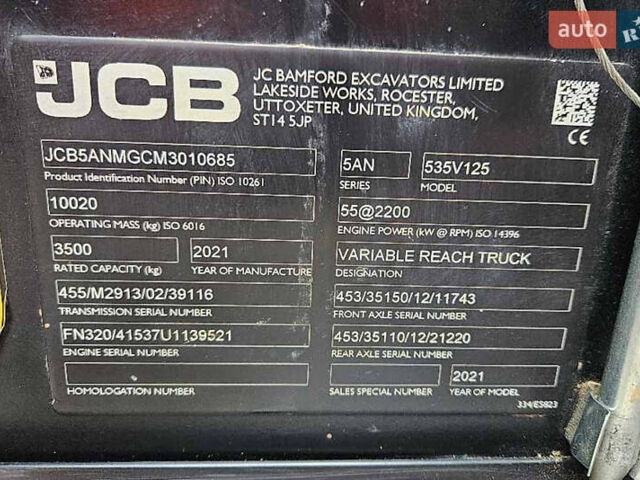 auto
JCB
JC BAMFORD EXCAVATORS LIMITED
LAKESIDE WORKS, ROCESTER,
UTTOXETER, UNITED KINGDOM,
ST14 5JP
CE
JCB5ANMGCM3010685
Product Identification Number (PIN) ISO 10261
5AN
SERIES
535V125
MODEL
10020
OPERATING MASS (kg) ISO 6016
55@2200
ENGINE POWER (kW @ RPM) ISO 14396
3500
RATED CAPACITY (kg)
2021
YEAR OF MANUFACTURE
VARIABLE REACH TRUCK
DESIGNATION
455/M2913/02/39116
TRANSMISSION SERIAL NUMBER
453/35150/12/11743
FRONT AXLE SERIAL NUMBER
FN320/41537U1139521
ENGINE SERIAL NUMBER
453/35110/12/21220
REAR AXLE SERIAL NUMBER
HOMOLOGATION NUMBER
SALES SPECIAL NUMBER
2021
YEAR OF MODEL
334/E5823